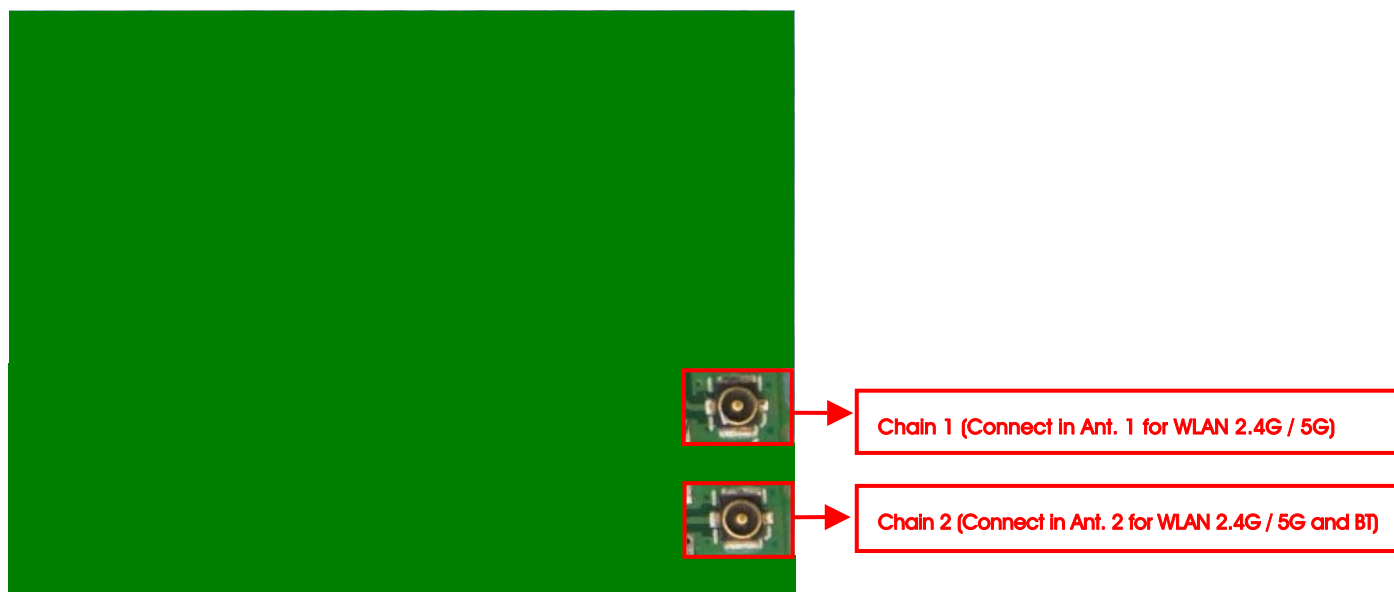 Chain 1 (Connect in Ant. 1 for WLAN 2.4G / 5G)
Chain 2 (Connect in Ant. 2 for WLAN 2.4G / 5G and BT)